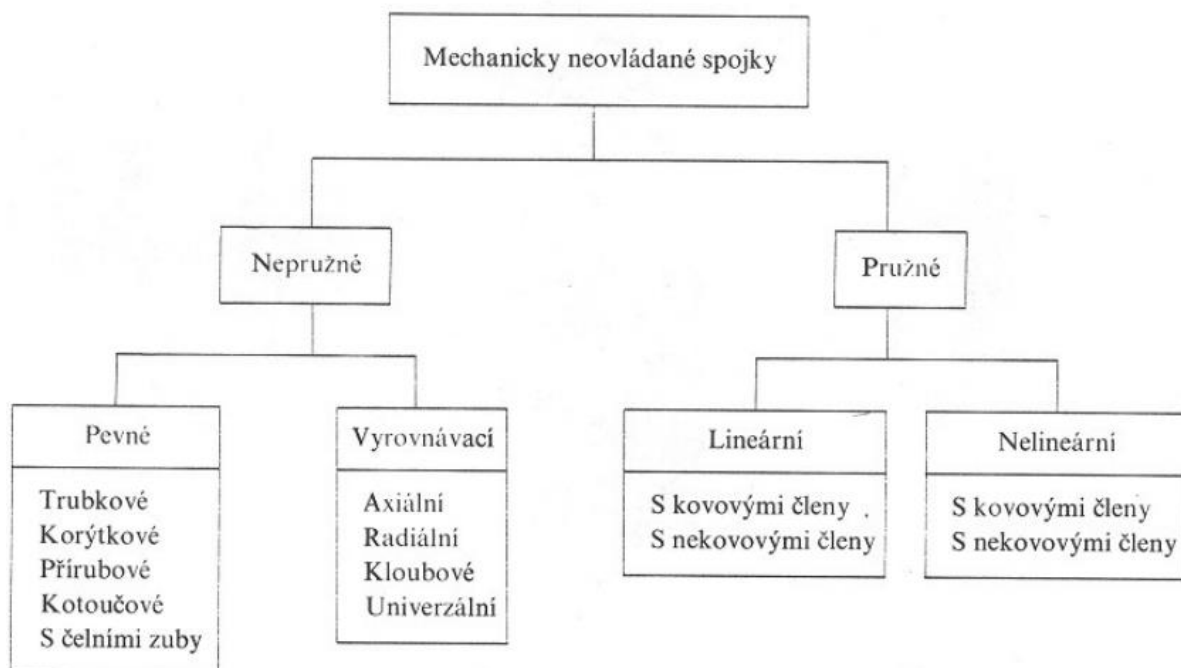 Mechanicky neovládané spojky
Nepružné
Pružné
Pevné
Trubkové
Korýtkové
Přírubové
Kotoučové
S čelními zuby
Vyrovnávací
Axiální
Radiální
Kloubové
Univerzální
Lineární
S kovovými členy
S nekovovými členy
Nelineární
S kovovými členy
S nekovovými členy